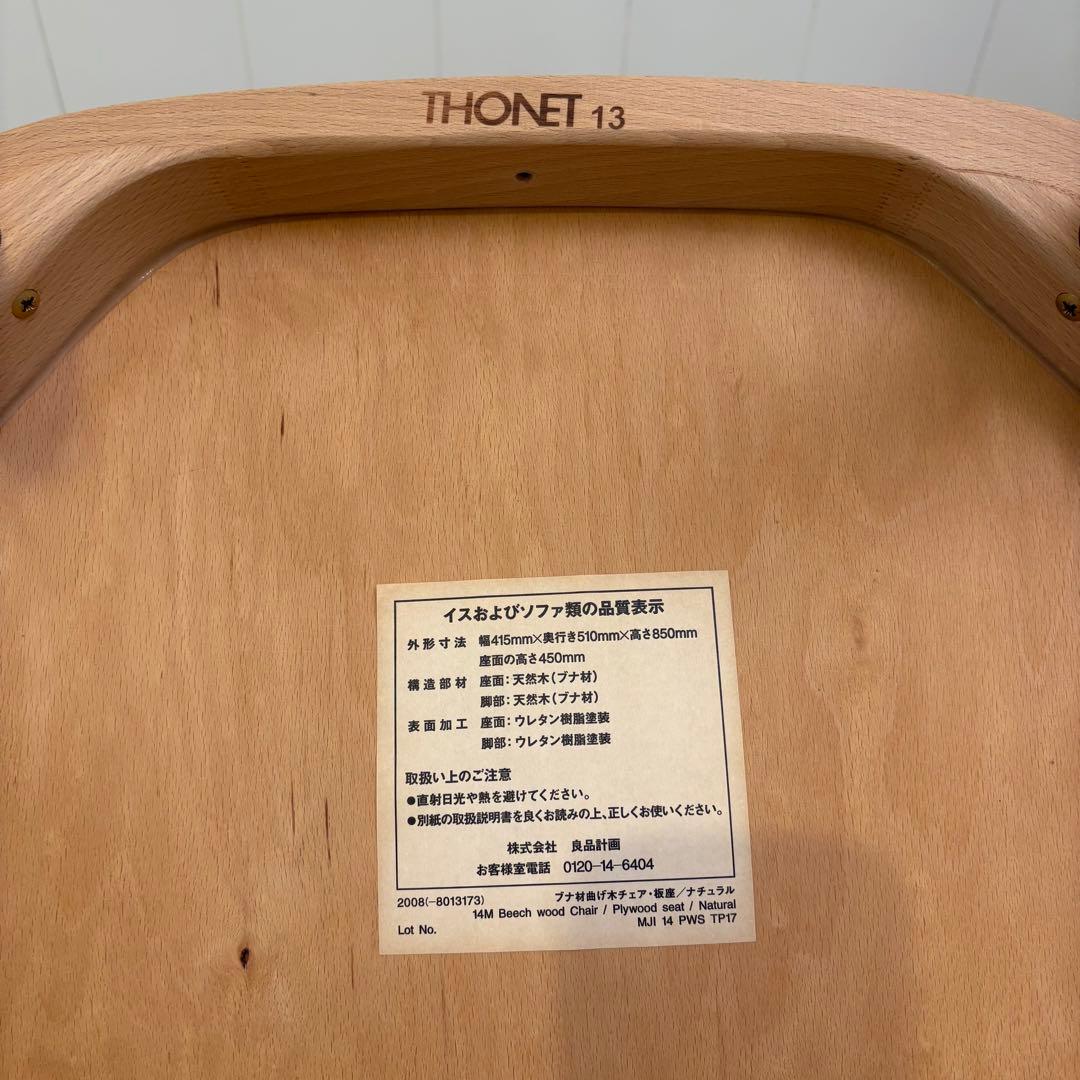 THONET 13
イスおよびソファ類の品質表示
外形寸法 幅415mm×奥行き510mm×高さ850mm
座面の高さ450mm
構造部材 座面：天然木（ブナ材）
脚部：天然木（ブナ材）
表面加工 座面：ウレタン樹脂塗装
脚部：ウレタン樹脂塗装
取扱い上のご注意
●直射日光や熱を避けてください。
●別紙の取扱説明書を良くお読みの上、正しくお使いください。
株式会社 良品計画
お客様室電話 0120-14-6404
2008(-8013173) ブナ材曲げ木チェア・板座／ナチュラル
14M Beech wood Chair / Plywood seat / Natural
Lot No. MJI 14 PWS TP17